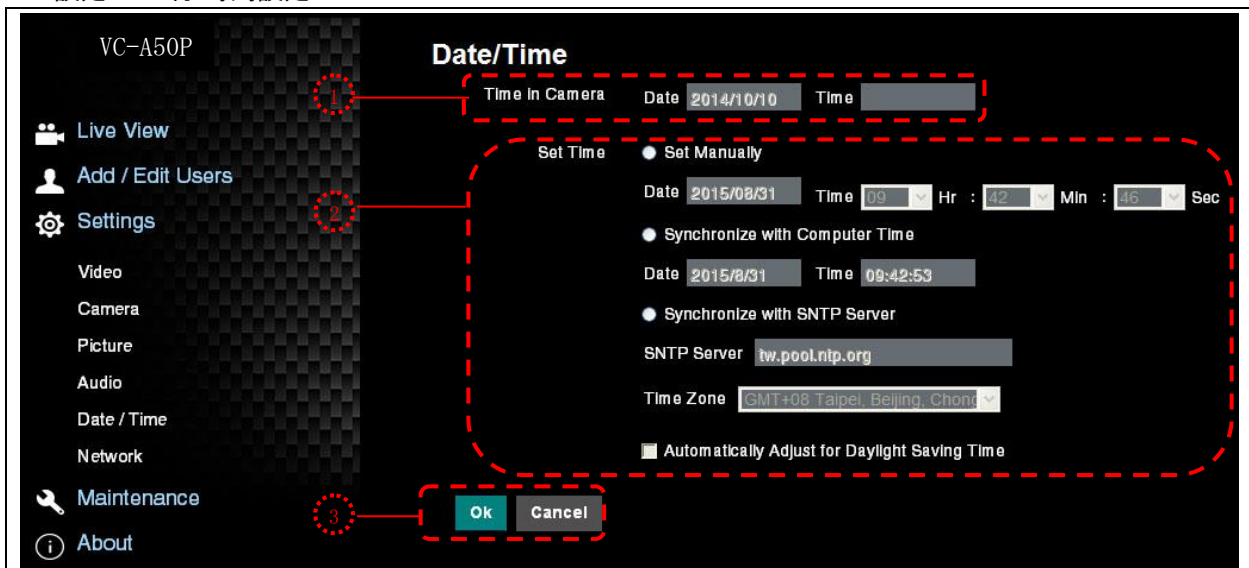 VC-A50P
Date/Time
1
Time in Camera Date 2014/10/10 Time
Live View
Set Time Set Manually
Add / Edit Users
Date 2015/08/31 Time 09 Hr : 42 Min : 46 Sec
2
Settings
Synchronize with Computer Time
Video
Date 2015/8/31 Time 09:42:53
Camera
Synchronize with SNTP Server
Picture
SNTP Server tw.pool.ntp.org
Audio
Time Zone GMT+08 Taipei, Beijing, Chong
Date / Time
Network
Automatically Adjust for Daylight Saving Time
Maintenance
3
Ok Cancel
About